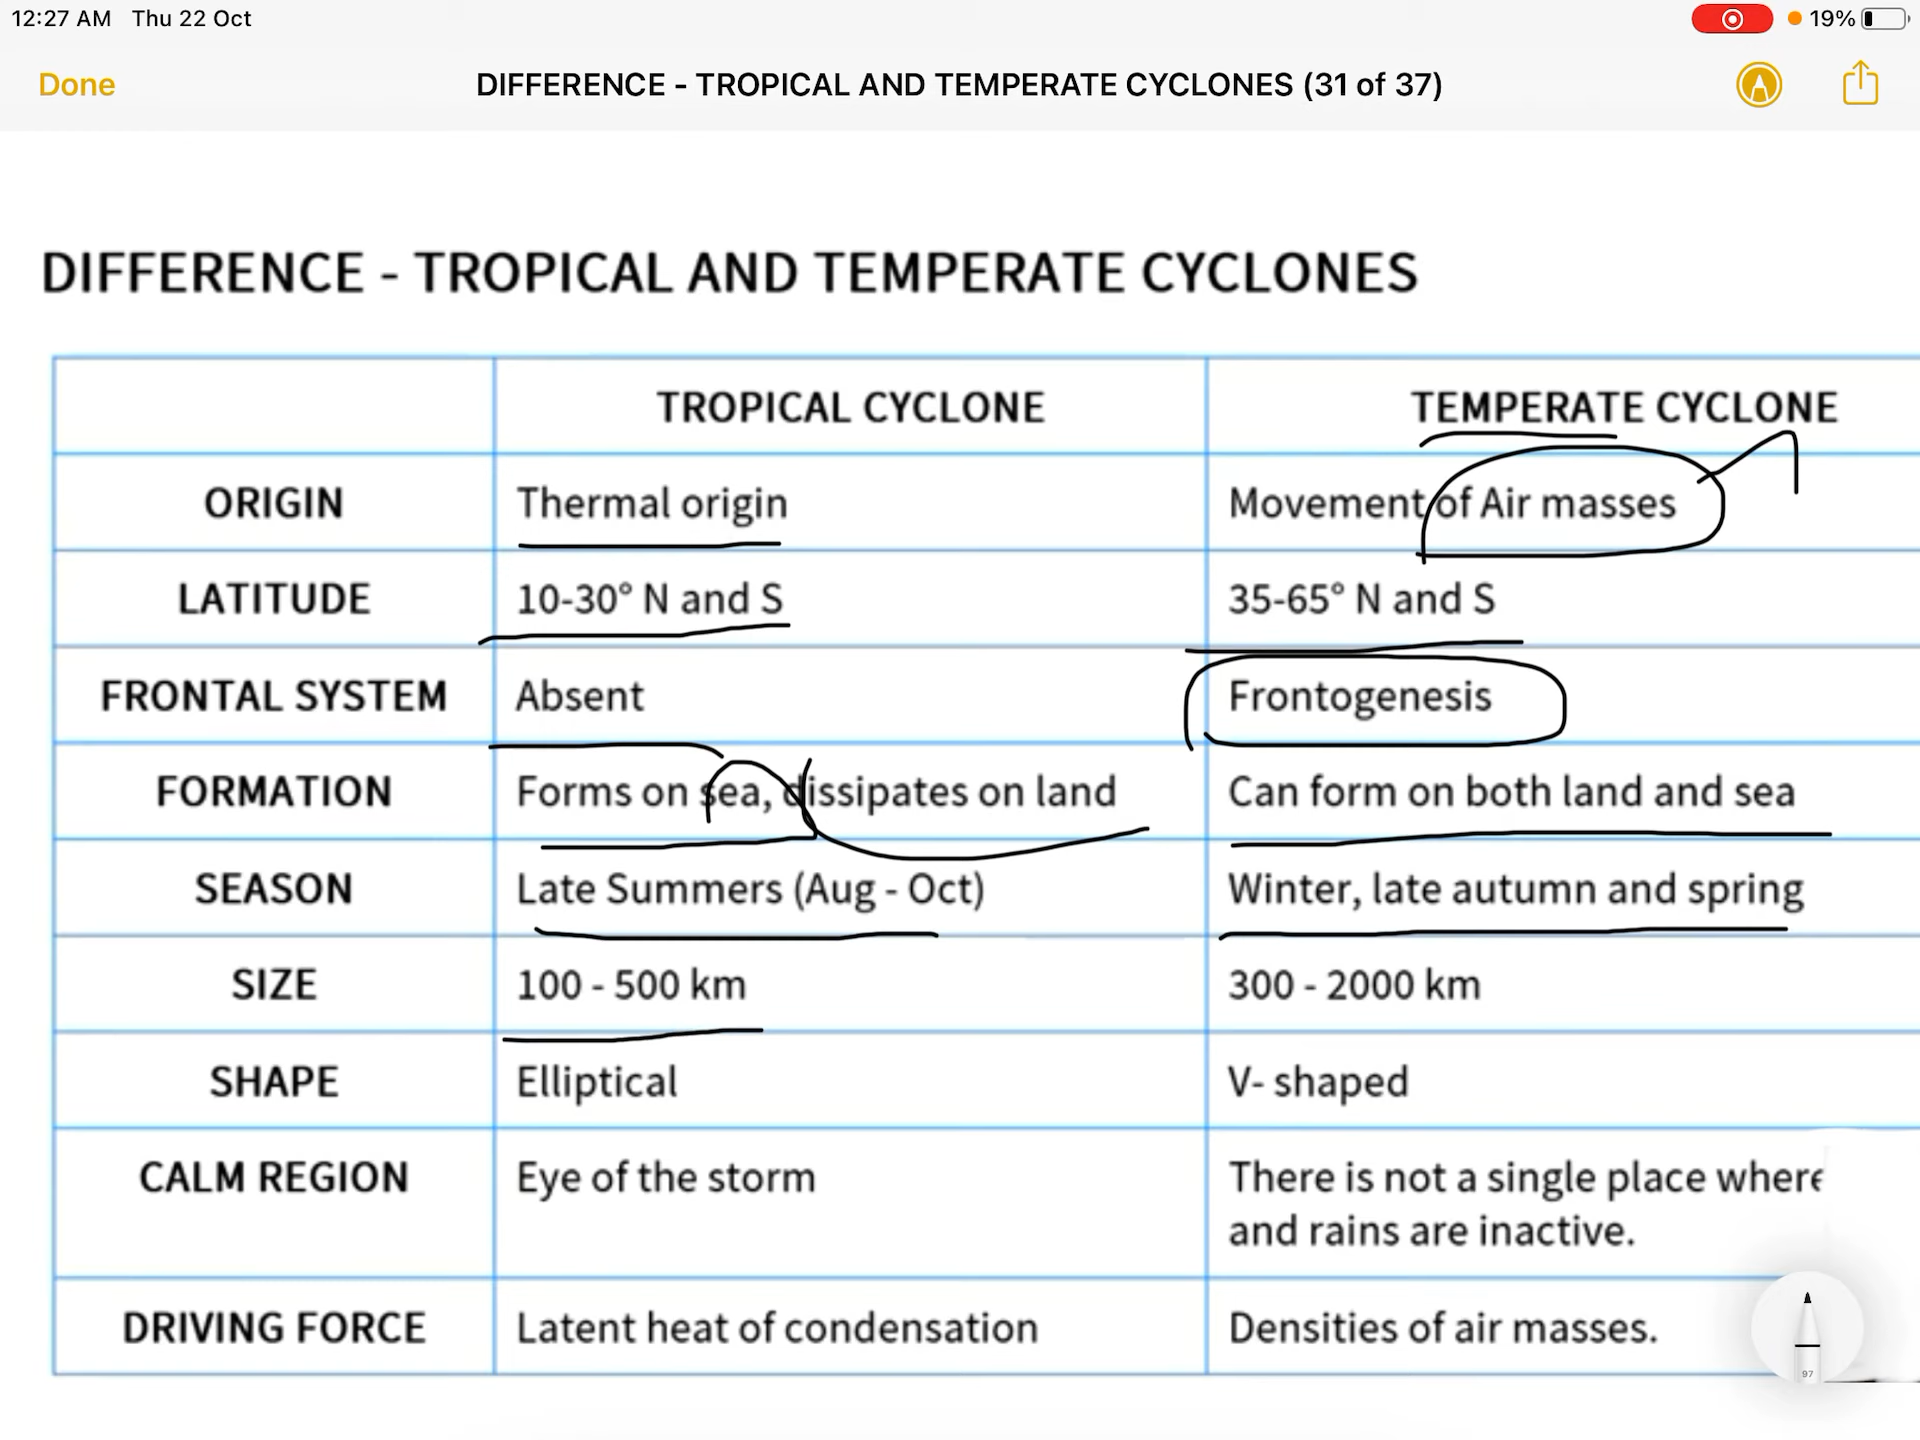 12:27 AM Thu 22 Oct
19%
Done
DIFFERENCE - TROPICAL AND TEMPERATE CYCLONES (31 of 37)
DIFFERENCE - TROPICAL AND TEMPERATE CYCLONES
TROPICAL CYCLONE TEMPERATE CYCLONE
ORIGIN Thermal origin Movement of Air masses
LATITUDE 10-30° N and S 35-65° N and S
FRONTAL SYSTEM Absent Frontogenesis
FORMATION Forms on sea, dissipates on land Can form on both land and sea
SEASON Late Summers (Aug - Oct) Winter, late autumn and spring
SIZE 100 - 500 km 300 - 2000 km
SHAPE Elliptical V- shaped
CALM REGION Eye of the storm There is not a single place where
and rains are inactive.
DRIVING FORCE Latent heat of condensation Densities of air masses.
97